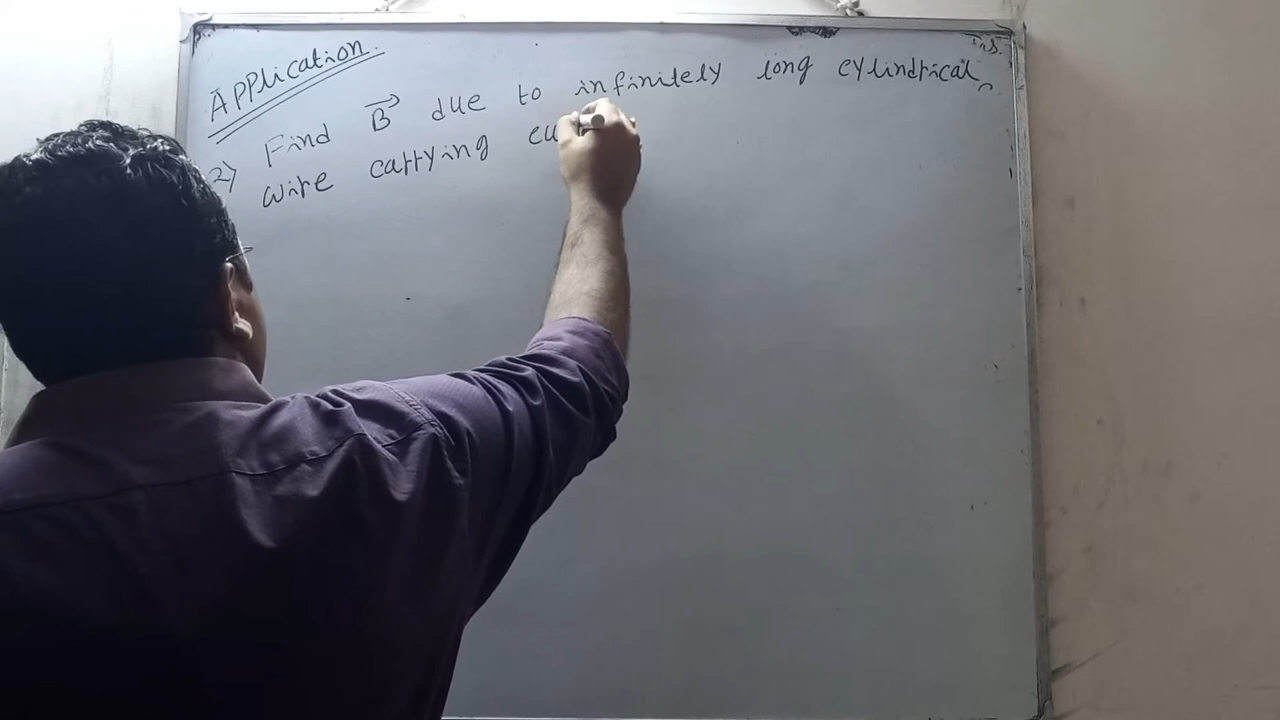 Application
2) Find B due to infinitely long cylindrical
wire carrying cu